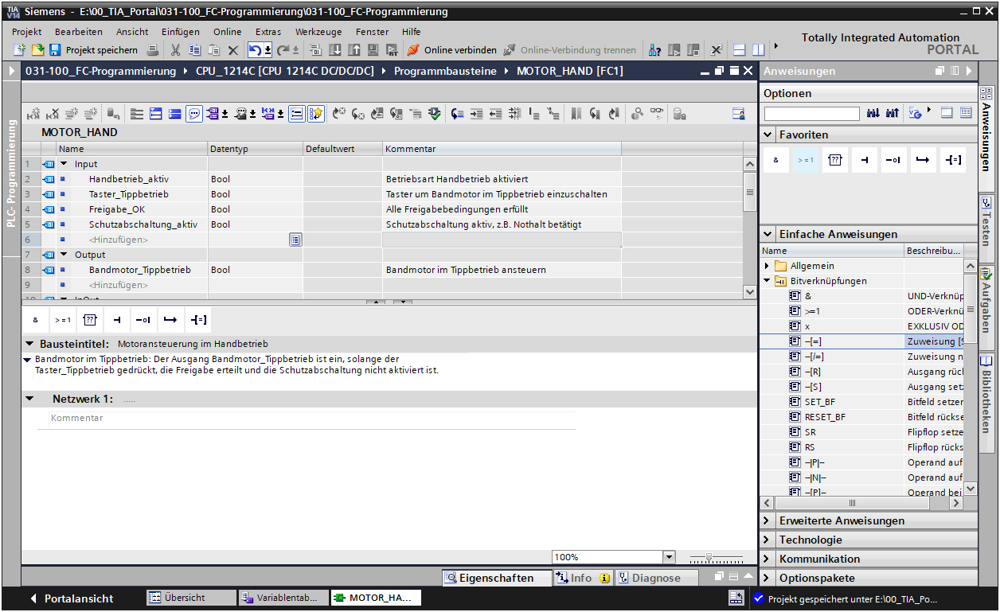 TIA V14 Siemens - E:\00_TIA_Portal\031-100_FC-Programmierung\031-100_FC-Programmierung
Projekt Bearbeiten Ansicht Einfügen Online Extras Werkzeuge Fenster Hilfe
Totally Integrated Automation
PORTAL
Projekt speichern Online verbinden Online-Verbindung trennen
031-100_FC-Programmierung CPU_1214C [CPU 1214C DC/DC/DC] Programmbausteine MOTOR_HAND [FC1]
PLC- Programmierung
MOTOR_HAND
Name Datentyp Defaultwert Kommentar
1 Input
2 Handbetrieb_aktiv Bool Betriebsart Handbetrieb aktiviert
3 Taster_Tippbetrieb Bool Taster um Bandmotor im Tippbetrieb einzuschalten
4 Freigabe_OK Bool Alle Freigabebedingungen erfüllt
5 Schutzabschaltung_aktiv Bool Schutzabschaltung aktiv, z.B. Nothalt betätigt
6 <Hinzufügen>
7 Output
8 Bandmotor_Tippbetrieb Bool Bandmotor im Tippbetrieb ansteuern
9 <Hinzufügen>
10 InOut
& >=1 ?? –| –o| –[=]
Bausteintitel: Motoransteuerung im Handbetrieb
Bandmotor im Tippbetrieb: Der Ausgang Bandmotor_Tippbetrieb ist ein, solange der
Taster_Tippbetrieb gedrückt, die Freigabe erteilt und die Schutzabschaltung nicht aktiviert ist.
Netzwerk 1: .....
Kommentar
100%
Eigenschaften Info Diagnose
Anweisungen
Optionen
Favoriten
& >=1 ?? –| –o| –[=]
Einfache Anweisungen
Name Beschreibu...
Allgemein
Bitverknüpfungen
& UND-Verknüp
>=1 ODER-Verknü
x EXKLUSIV OD
–[=] Zuweisung [S
–[/=] Zuweisung n
–[R] Ausgang rüc
–[S] Ausgang setz
SET_BF Bitfeld setzer
RESET_BF Bitfeld rückse
SR Flipflop setze
RS Flipflop rücks
–|P|– Operand auf
–|N|– Operand auf
–[P]– Operand bei
Erweiterte Anweisungen
Technologie
Kommunikation
Optionspakete
Anweisungen
Testen
Aufgaben
Bibliotheken
Portalansicht Übersicht Variablentab... MOTOR_HA... Projekt gespeichert unter E:\00_TIA_Po...